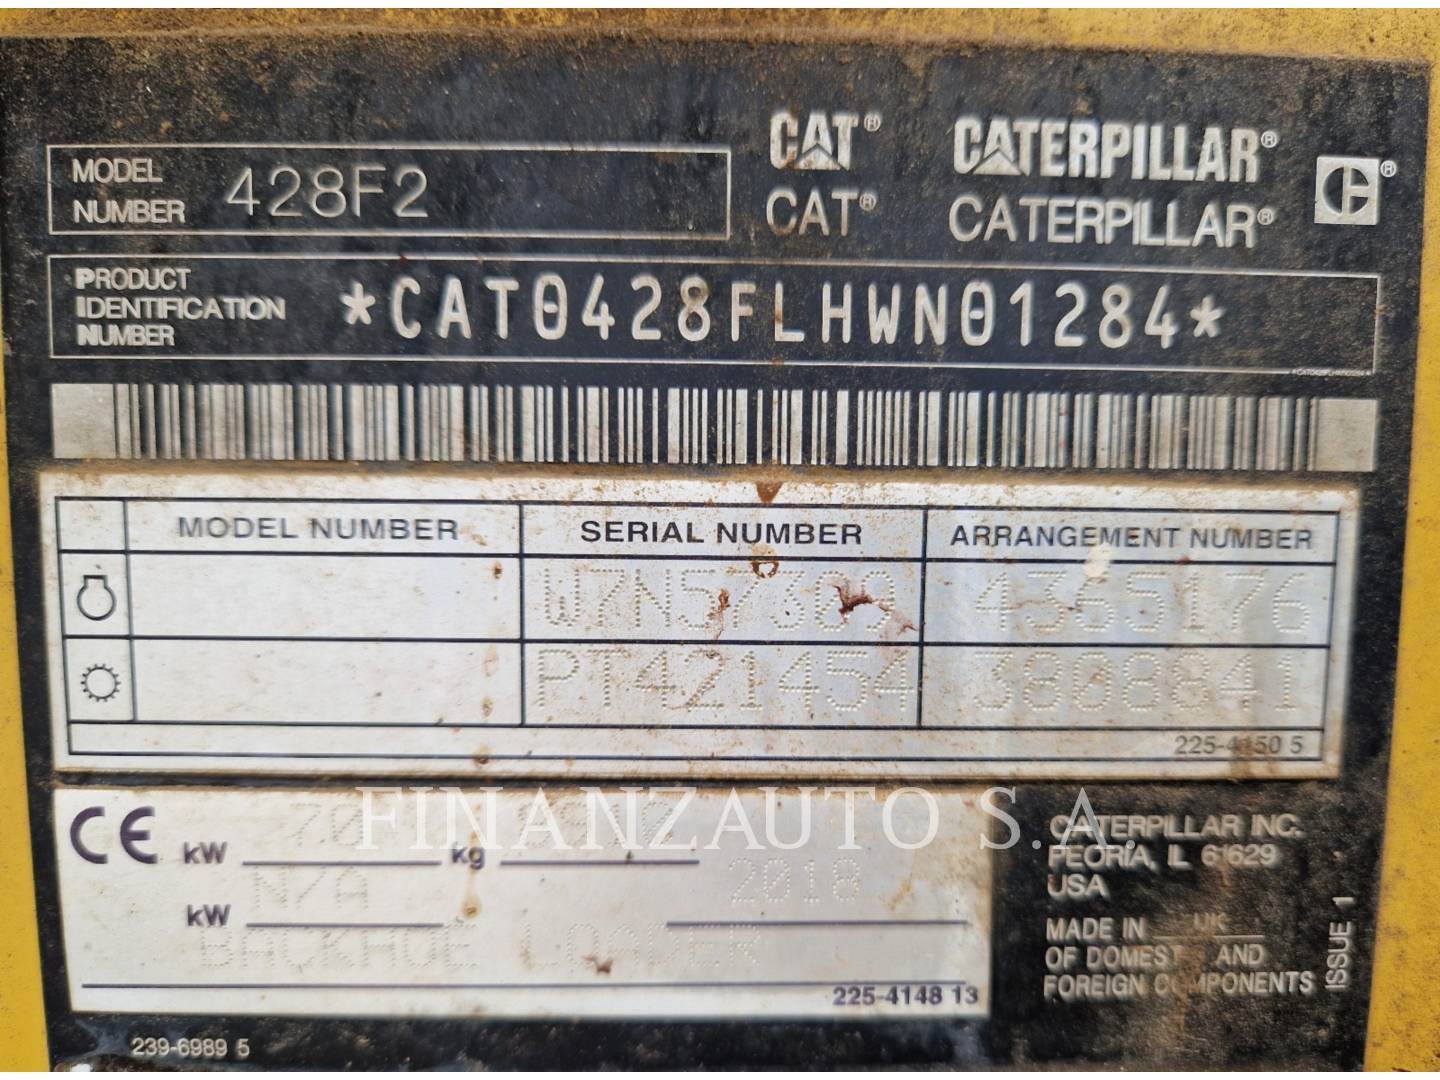 CAT® CATERPILLAR®
CAT® CATERPILLAR®
MODEL NUMBER 428F2
PRODUCT IDENTIFICATION NUMBER *CAT0428FLHWN01284*
MODEL NUMBER SERIAL NUMBER ARRANGEMENT NUMBER
W7N57309 4365176
PT421454 3808841
225-4150 5
CE kW 70 kg
kW N/A 2018
BACKHOE LOADER
225-4148 13
239-6989 5
CATERPILLAR INC.
PEORIA, IL 61629
USA
MADE IN UK
OF DOMESTIC AND
FOREIGN COMPONENTS
ISSUE 1
FINANZAUTO S.A.